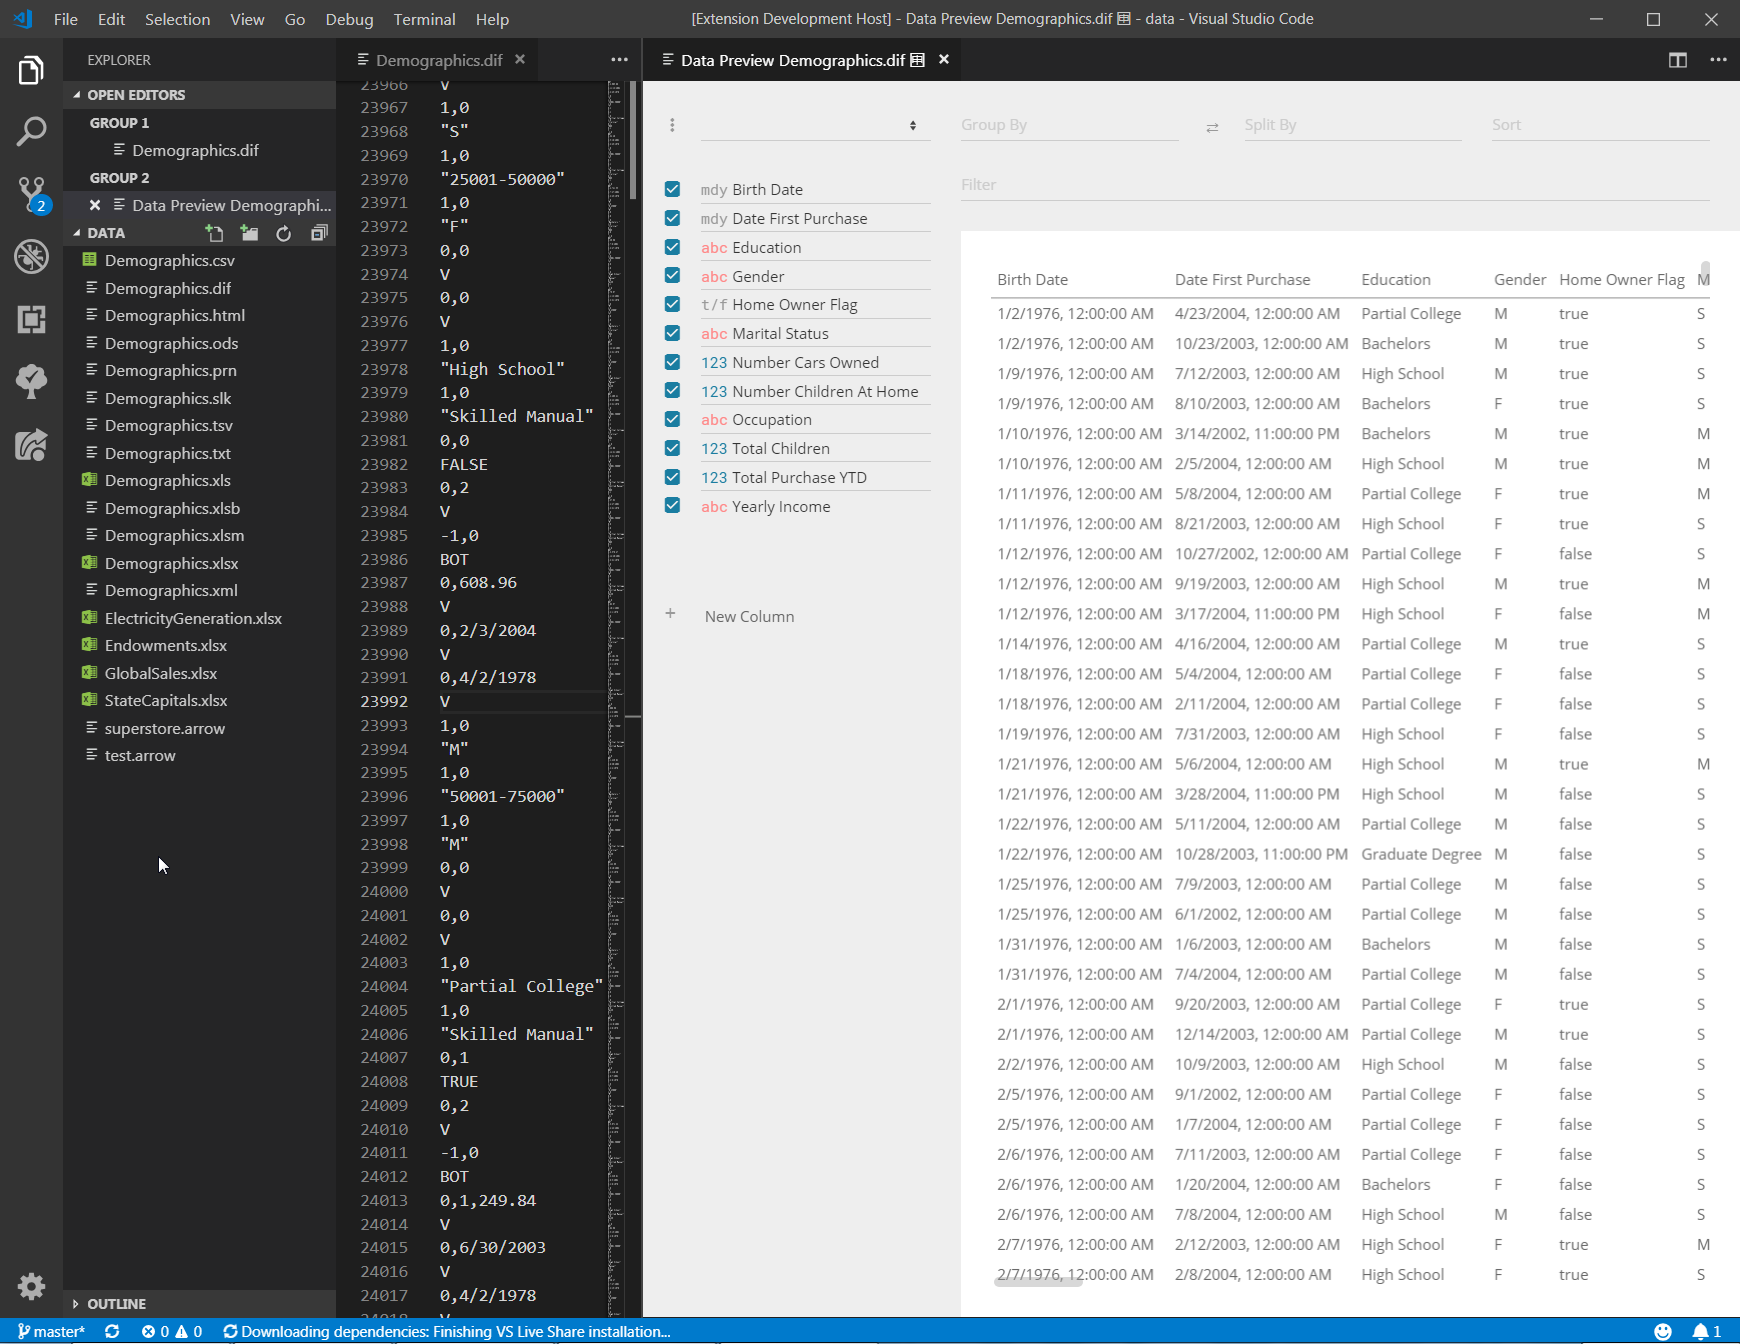 File Edit Selection View Go Debug Terminal Help
[Extension Development Host] - Data Preview Demographics.dif - data - Visual Studio Code
EXPLORER
OPEN EDITORS
GROUP 1
Demographics.dif
GROUP 2
Data Preview Demographi...
DATA
Demographics.csv
Demographics.dif
Demographics.html
Demographics.ods
Demographics.prn
Demographics.slk
Demographics.tsv
Demographics.txt
Demographics.xls
Demographics.xlsb
Demographics.xlsm
Demographics.xlsx
Demographics.xml
ElectricityGeneration.xlsx
Endowments.xlsx
GlobalSales.xlsx
StateCapitals.xlsx
superstore.arrow
test.arrow
OUTLINE
2
Demographics.dif
23966 V
23967 1,0
23968 "S"
23969 1,0
23970 "25001-50000"
23971 1,0
23972 "F"
23973 0,0
23974 V
23975 0,0
23976 V
23977 1,0
23978 "High School"
23979 1,0
23980 "Skilled Manual"
23981 0,0
23982 FALSE
23983 0,2
23984 V
23985 -1,0
23986 BOT
23987 0,608.96
23988 V
23989 0,2/3/2004
23990 V
23991 0,4/2/1978
23992 V
23993 1,0
23994 "M"
23995 1,0
23996 "50001-75000"
23997 1,0
23998 "M"
23999 0,0
24000 V
24001 0,0
24002 V
24003 1,0
24004 "Partial College"
24005 1,0
24006 "Skilled Manual"
24007 0,1
24008 TRUE
24009 0,2
24010 V
24011 -1,0
24012 BOT
24013 0,1,249.84
24014 V
24015 0,6/30/2003
24016 V
24017 0,4/2/1978
Data Preview Demographics.dif
Group By
Split By
Sort
Filter
mdy Birth Date
mdy Date First Purchase
abc Education
abc Gender
t/f Home Owner Flag
abc Marital Status
123 Number Cars Owned
123 Number Children At Home
abc Occupation
123 Total Children
123 Total Purchase YTD
abc Yearly Income
+ New Column
Birth Date Date First Purchase Education Gender Home Owner Flag M
1/2/1976, 12:00:00 AM 4/23/2004, 12:00:00 AM Partial College M true S
1/2/1976, 12:00:00 AM 10/23/2003, 12:00:00 AM Bachelors M true S
1/9/1976, 12:00:00 AM 7/12/2003, 12:00:00 AM High School M true S
1/9/1976, 12:00:00 AM 8/10/2003, 12:00:00 AM Bachelors F true S
1/10/1976, 12:00:00 AM 3/14/2002, 11:00:00 PM Bachelors M true M
1/10/1976, 12:00:00 AM 2/5/2004, 12:00:00 AM High School M true M
1/11/1976, 12:00:00 AM 5/8/2004, 12:00:00 AM Partial College F true M
1/11/1976, 12:00:00 AM 8/21/2003, 12:00:00 AM High School F true S
1/12/1976, 12:00:00 AM 10/27/2002, 12:00:00 AM Partial College F false S
1/12/1976, 12:00:00 AM 9/19/2003, 12:00:00 AM High School M true M
1/12/1976, 12:00:00 AM 3/17/2004, 11:00:00 PM High School F false M
1/14/1976, 12:00:00 AM 4/16/2004, 12:00:00 AM Partial College M true S
1/18/1976, 12:00:00 AM 5/4/2004, 12:00:00 AM Partial College F false S
1/18/1976, 12:00:00 AM 2/11/2004, 12:00:00 AM Partial College F false S
1/19/1976, 12:00:00 AM 7/31/2003, 12:00:00 AM High School F false S
1/21/1976, 12:00:00 AM 5/6/2004, 12:00:00 AM High School M true M
1/21/1976, 12:00:00 AM 3/28/2004, 11:00:00 PM High School M false S
1/22/1976, 12:00:00 AM 5/11/2004, 12:00:00 AM Partial College M false S
1/22/1976, 12:00:00 AM 10/28/2003, 11:00:00 PM Graduate Degree M false S
1/25/1976, 12:00:00 AM 7/9/2003, 12:00:00 AM Partial College M false S
1/25/1976, 12:00:00 AM 6/1/2002, 12:00:00 AM Partial College M false S
1/31/1976, 12:00:00 AM 1/6/2003, 12:00:00 AM Bachelors M false S
1/31/1976, 12:00:00 AM 7/4/2004, 12:00:00 AM Partial College M false S
2/1/1976, 12:00:00 AM 9/20/2003, 12:00:00 AM Partial College F true S
2/1/1976, 12:00:00 AM 12/14/2003, 12:00:00 AM Partial College M true S
2/2/1976, 12:00:00 AM 10/9/2003, 12:00:00 AM High School M false S
2/5/1976, 12:00:00 AM 9/1/2002, 12:00:00 AM Partial College F false S
2/5/1976, 12:00:00 AM 1/7/2004, 12:00:00 AM Partial College F false S
2/6/1976, 12:00:00 AM 7/11/2003, 12:00:00 AM Partial College F false S
2/6/1976, 12:00:00 AM 1/20/2004, 12:00:00 AM Bachelors F false S
2/6/1976, 12:00:00 AM 7/8/2004, 12:00:00 AM High School M false S
2/7/1976, 12:00:00 AM 2/12/2003, 12:00:00 AM High School F true M
2/7/1976, 12:00:00 AM 2/8/2004, 12:00:00 AM High School F true S
master* 0 0 Downloading dependencies: Finishing VS Live Share installation... 1